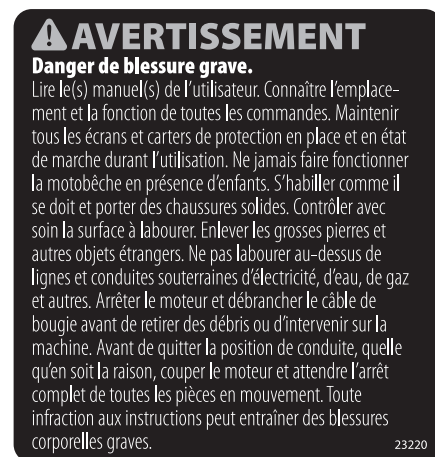 AVERTISSEMENT
Danger de blessure grave.
Lire le(s) manuel(s) de l'utilisateur. Connaître l'emplace-
ment et la fonction de toutes les commandes. Maintenir
tous les écrans et carters de protection en place et en état
de marche durant l'utilisation. Ne jamais faire fonctionner
la motobêche en présence d'enfants. S'habiller comme il
se doit et porter des chaussures solides. Contrôler avec
soin la surface à labourer. Enlever les grosses pierres et
autres objets étrangers. Ne pas labourer au-dessus de
lignes et conduites souterraines d'électricité, d'eau, de gaz
et autres. Arrêter le moteur et débrancher le câble de
bougie avant de retirer des débris ou d'intervenir sur la
machine. Avant de quitter la position de conduite, quelle
qu'en soit la raison, couper le moteur et attendre l'arrêt
complet de toutes les pièces en mouvement. Toute
infraction aux instructions peut entraîner des blessures
corporelles graves.
23220